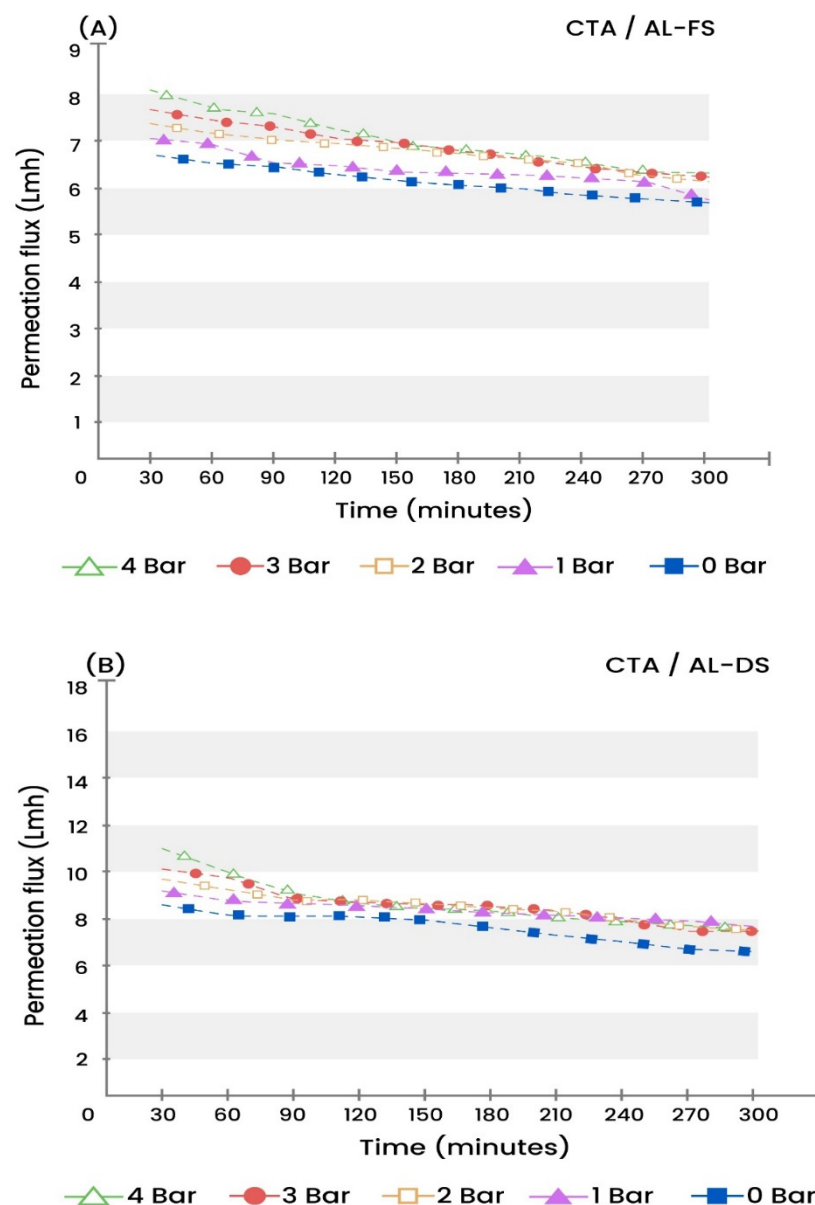 (A) CTA / AL-FS
9
8
7
6
5
4
3
2
1
0 30 60 90 120 150 180 210 240 270 300
Permeation flux (Lmh)
Time (minutes)
4 Bar 3 Bar 2 Bar 1 Bar 0 Bar
(B) CTA / AL-DS
18
16
14
12
10
8
6
4
2
0 30 60 90 120 150 180 210 240 270 300
Permeation flux (Lmh)
Time (minutes)
4 Bar 3 Bar 2 Bar 1 Bar 0 Bar